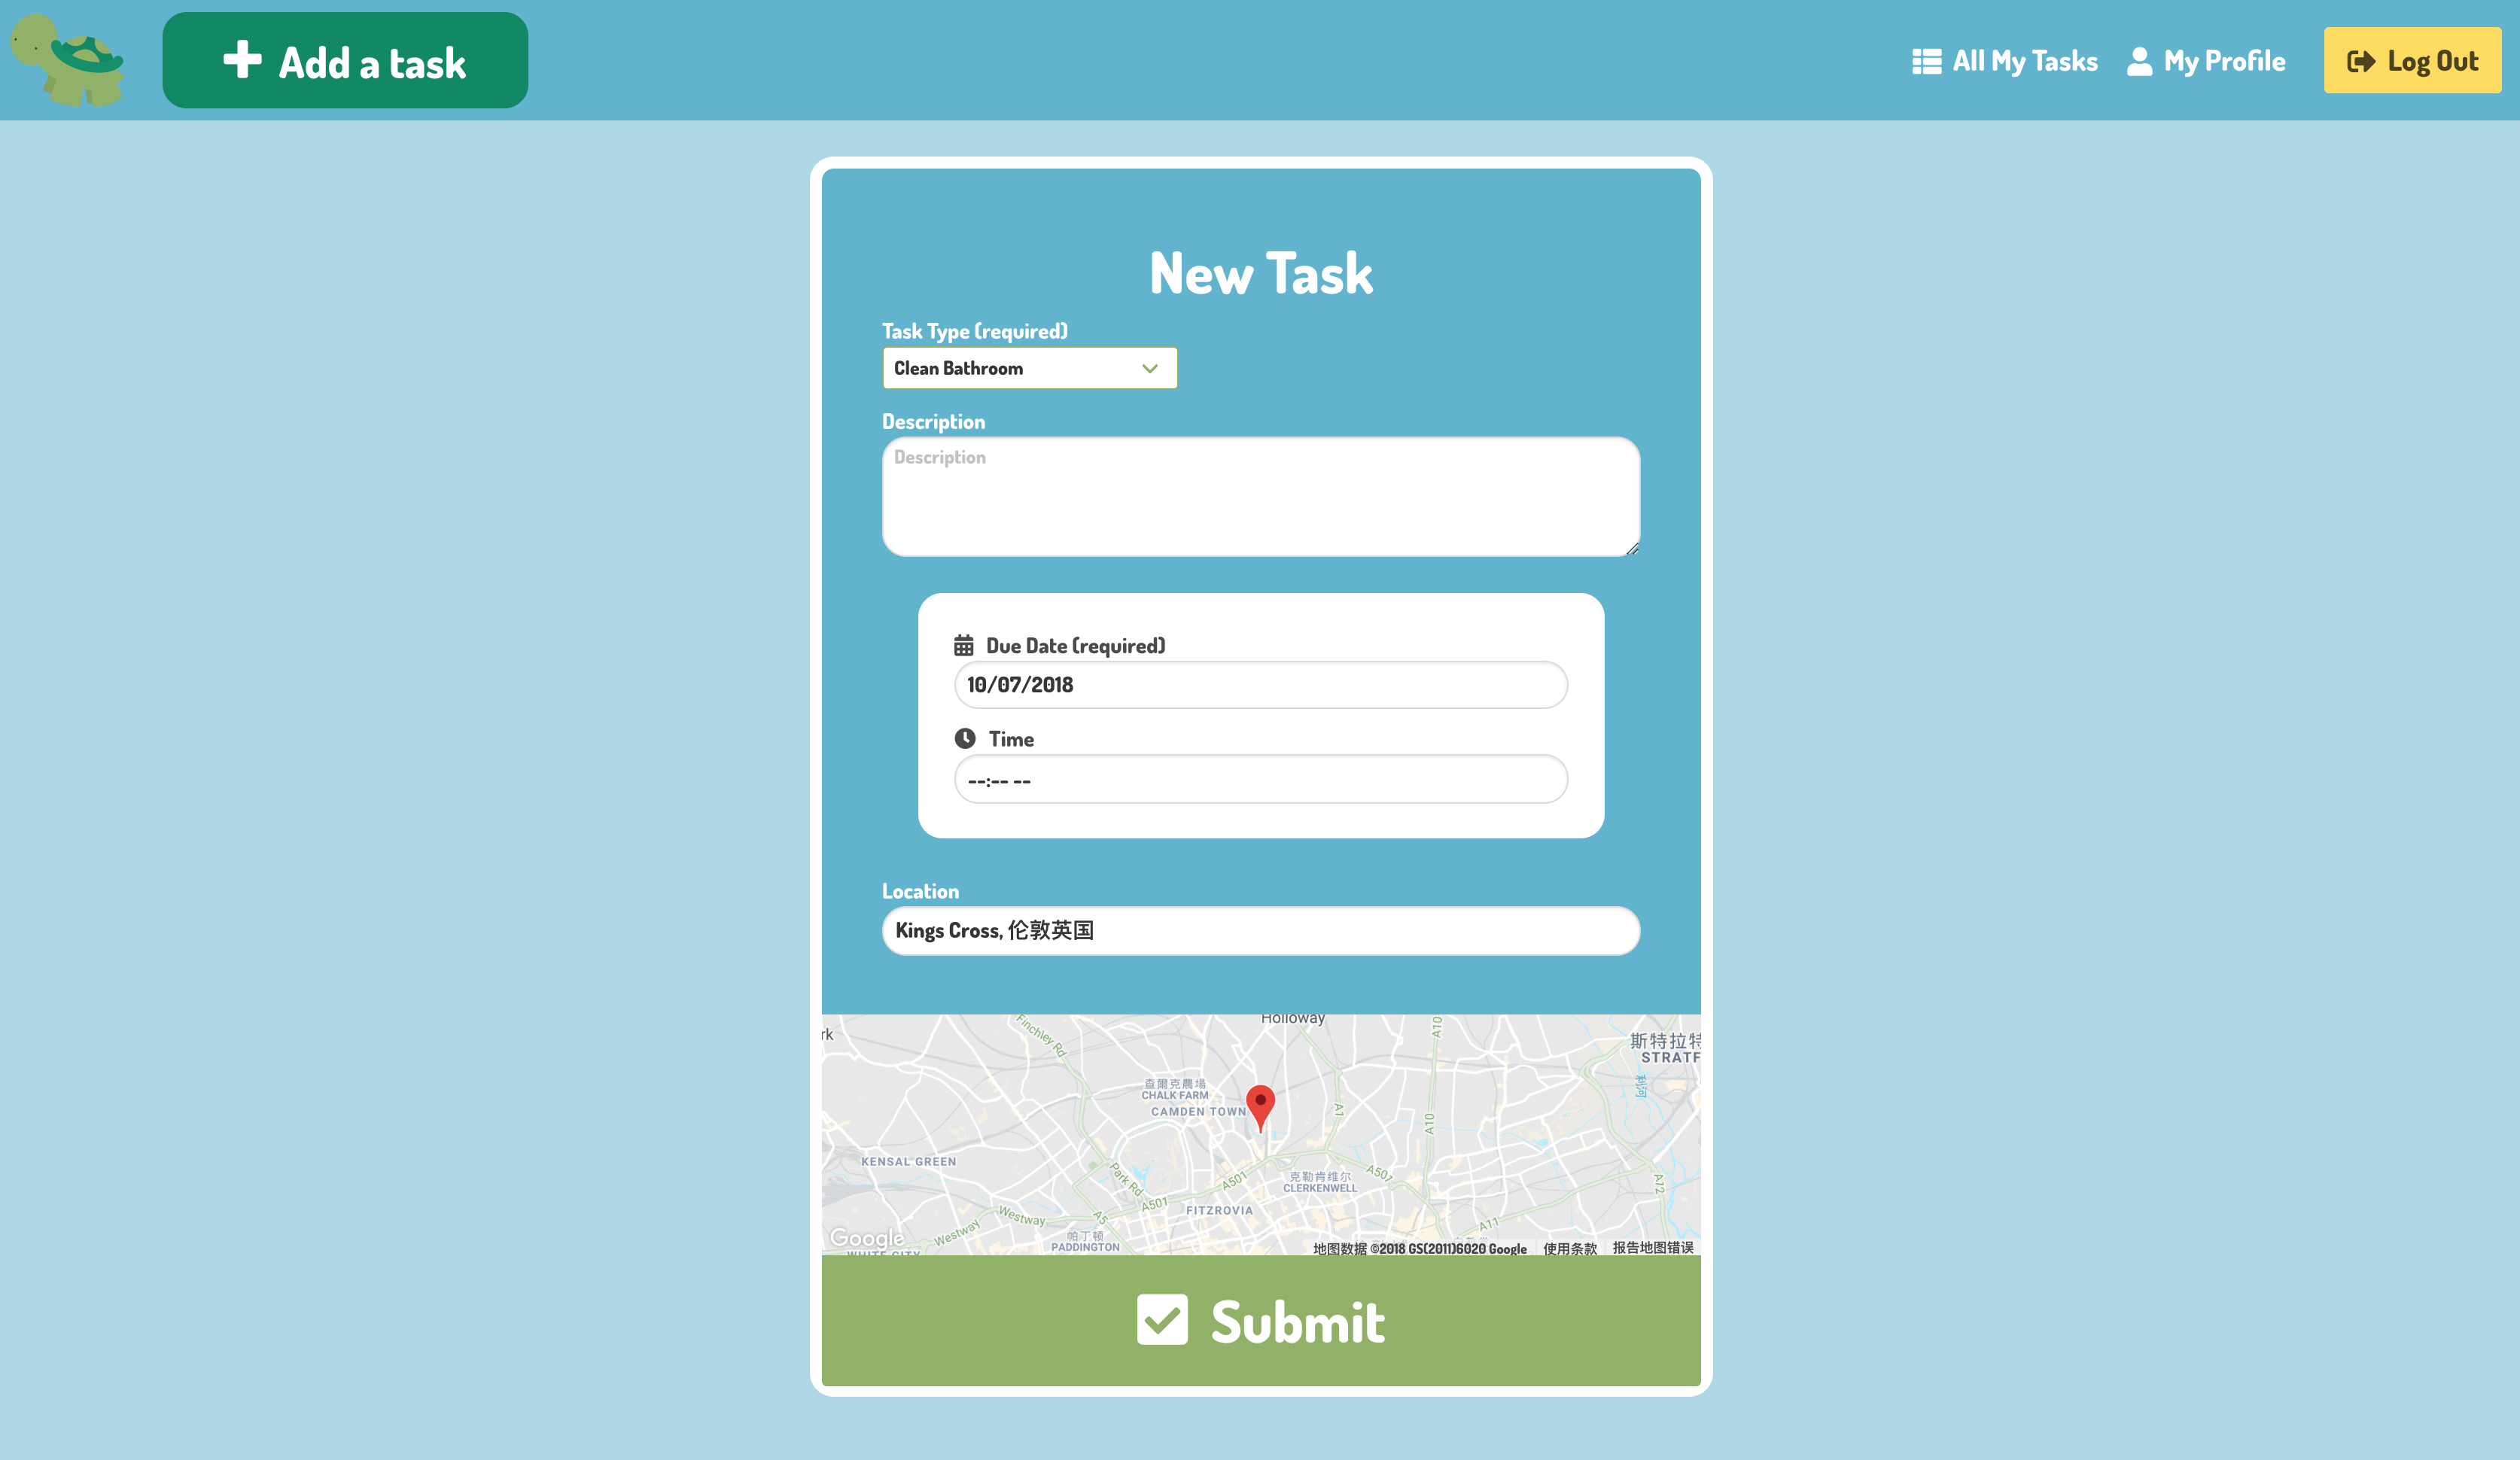 Add a task
All My Tasks
My Profile
Log Out
New Task
Task Type (required)
Clean Bathroom
Description
Description
Due Date (required)
10/07/2018
Time
--:-- --
Location
Kings Cross, 伦敦英国
Holloway
rk
Finchley Rd
A10
斯特拉特
STRATF
利河
查爾克農場
CHALK FARM
CAMDEN TOWN
A1
A10
KENSAL GREEN
Park Rd
A501
克勒肯维尔
CLERKENWELL
A501
A12
A501
FITZROVIA
Westway
Westway
A5
A11
帕丁顿
PADDINGTON
Google
WHITE CITY
地图数据 ©2018 GS(2011)6020 Google
使用条款
报告地图错误
Submit